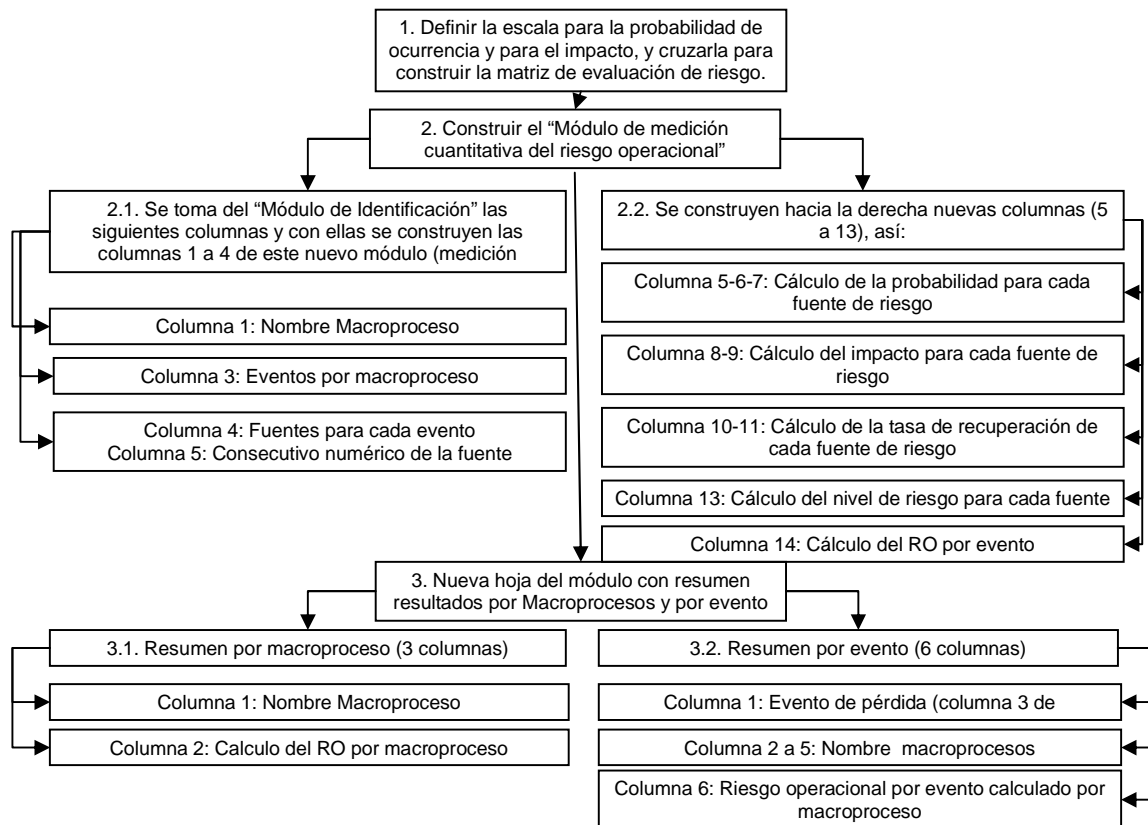 1. Definir la escala para la probabilidad de
ocurrencia y para el impacto, y cruzarla para
construir la matriz de evaluación de riesgo.
2. Construir el “Módulo de medición
cuantitativa del riesgo operacional”
2.1. Se toma del “Módulo de Identificación” las
siguientes columnas y con ellas se construyen las
columnas 1 a 4 de este nuevo módulo (medición
Columna 1: Nombre Macroproceso
Columna 3: Eventos por macroproceso
Columna 4: Fuentes para cada evento
Columna 5: Consecutivo numérico de la fuente
2.2. Se construyen hacia la derecha nuevas columnas (5
a 13), así:
Columna 5-6-7: Cálculo de la probabilidad para cada
fuente de riesgo
Columna 8-9: Cálculo del impacto para cada fuente de
riesgo
Columna 10-11: Cálculo de la tasa de recuperación de
cada fuente de riesgo
Columna 13: Cálculo del nivel de riesgo para cada fuente
Columna 14: Cálculo del RO por evento
3. Nueva hoja del módulo con resumen
resultados por Macroprocesos y por evento
3.1. Resumen por macroproceso (3 columnas)
Columna 1: Nombre Macroproceso
Columna 2: Calculo del RO por macroproceso
3.2. Resumen por evento (6 columnas)
Columna 1: Evento de pérdida (columna 3 de
Columna 2 a 5: Nombre macroprocesos
Columna 6: Riesgo operacional por evento calculado por
macroproceso